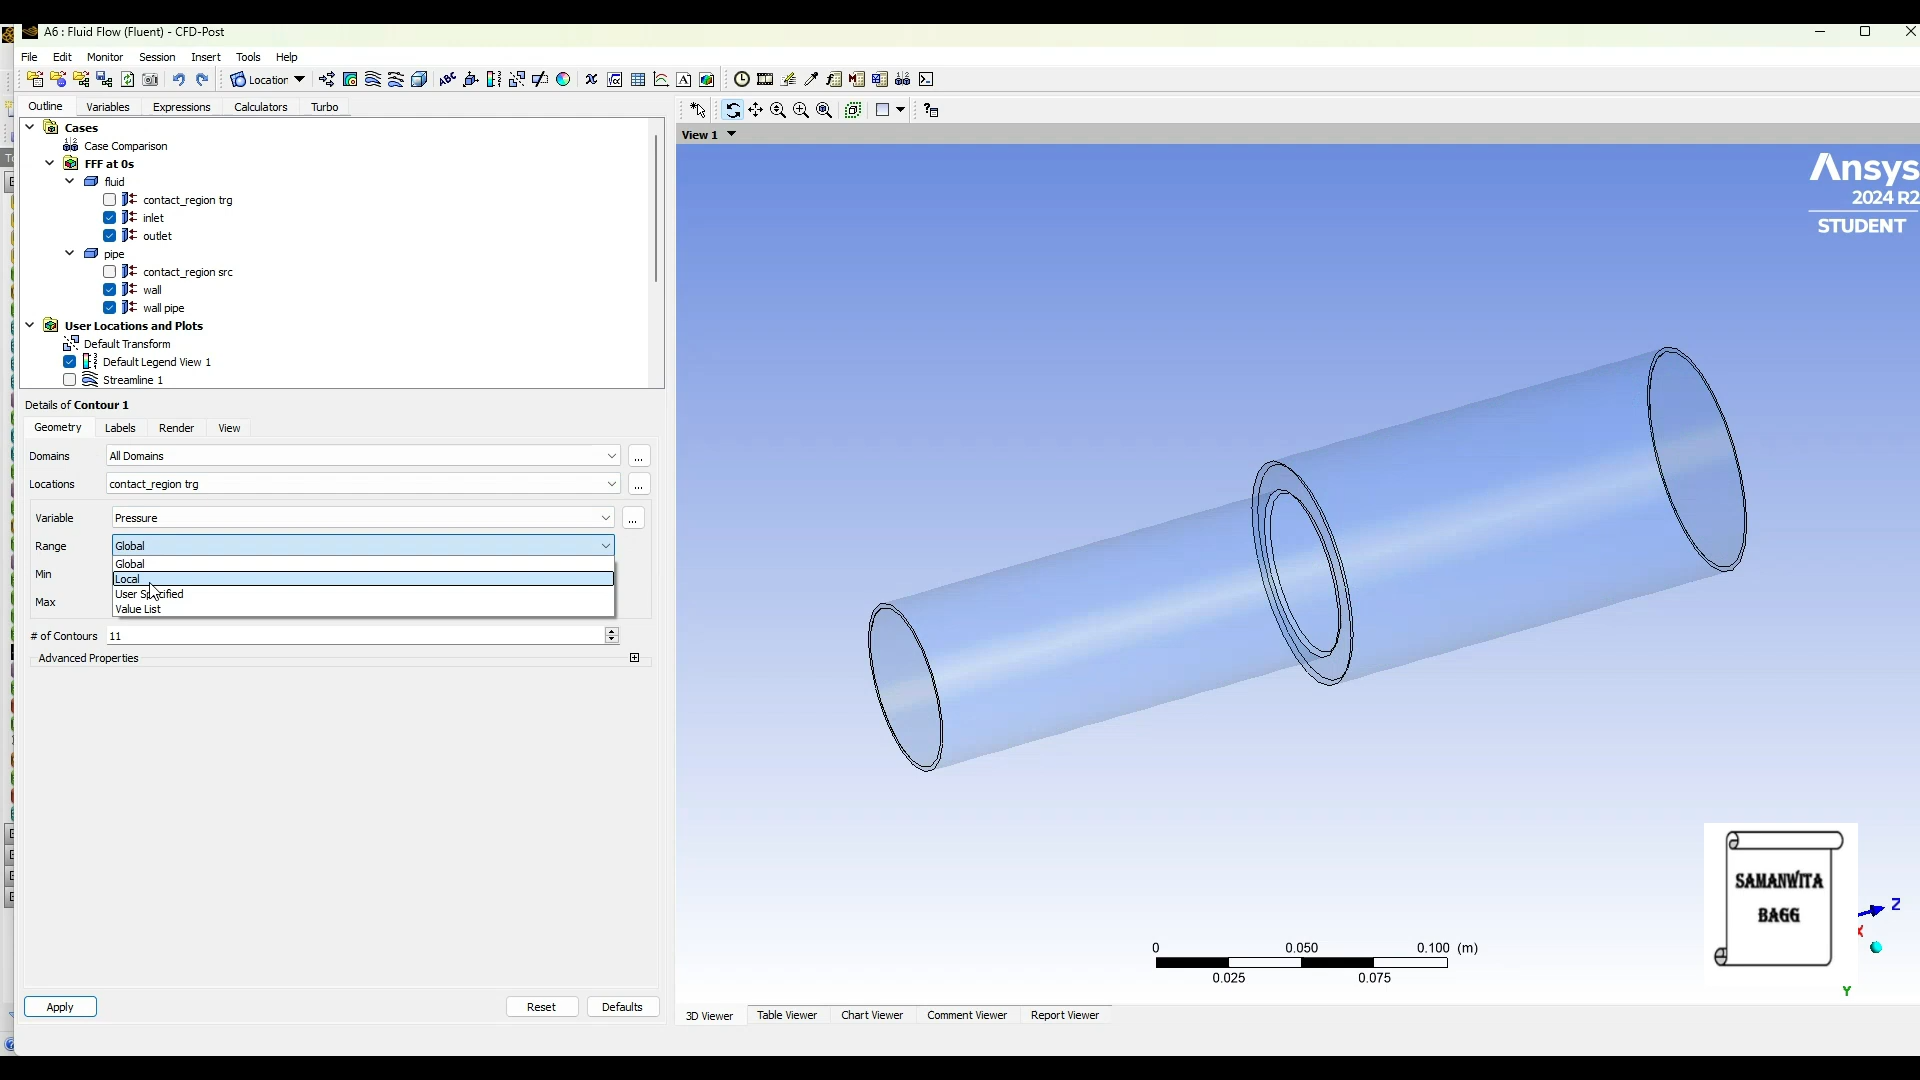 A6 : Fluid Flow (Fluent) - CFD-Post
File Edit Monitor Session Insert Tools Help
Location
Outline Variables Expressions Calculators Turbo
View 1
Cases
Case Comparison
FFF at 0s
fluid
contact_region trg
inlet
outlet
pipe
contact_region src
wall
wall pipe
User Locations and Plots
Default Transform
Default Legend View 1
Streamline 1
Details of Contour 1
Geometry Labels Render View
Domains All Domains ...
Locations contact_region trg ...
Variable Pressure ...
Range Global
Global
Min
Local
User Specified
Max
Value List
# of Contours 11
Advanced Properties
Apply Reset Defaults
Ansys
2024 R2
STUDENT
0 0.050 0.100 (m)
0.025 0.075
SAMANWITA
BAGG
Z
X
Y
3D Viewer Table Viewer Chart Viewer Comment Viewer Report Viewer